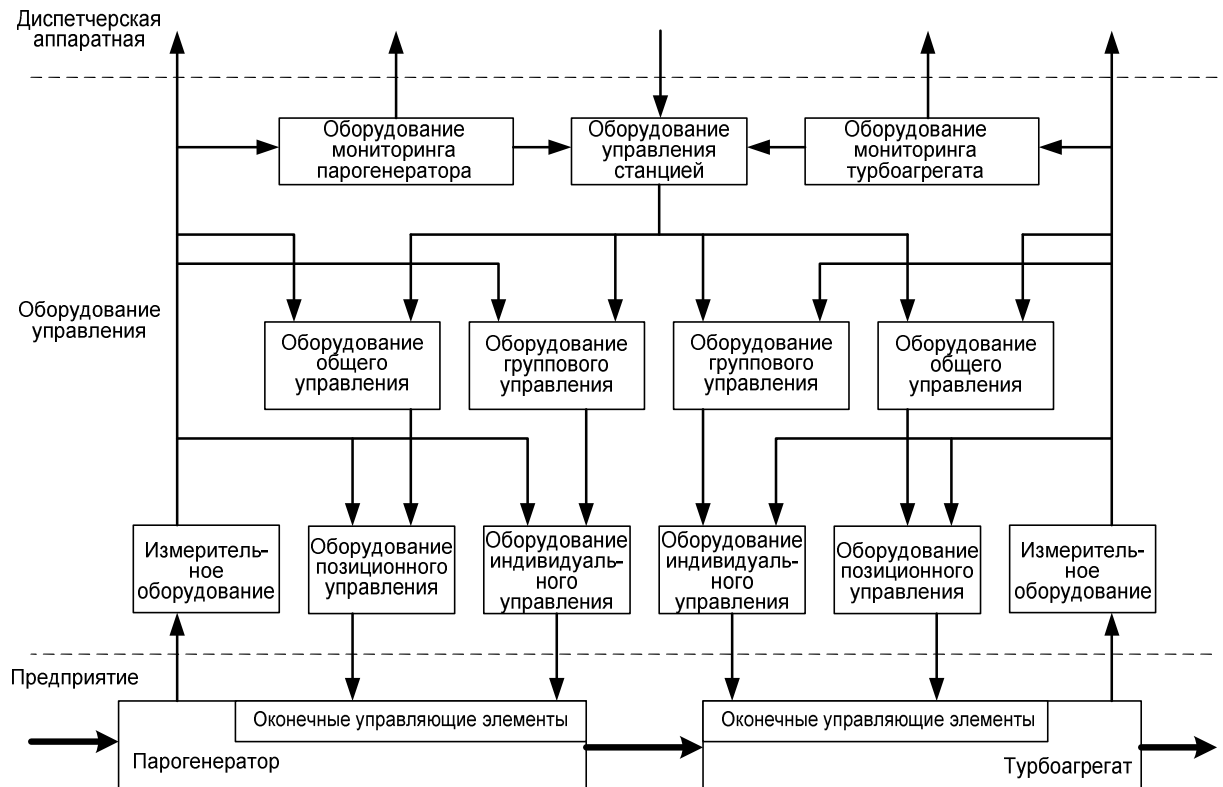 Диспетчерская
аппаратная
Оборудование
мониторинга
парогенератора
Оборудование
управления
станцией
Оборудование
мониторинга
турбоагрегата
Оборудование
управления
Оборудование
общего
управления
Оборудование
группового
управления
Оборудование
группового
управления
Оборудование
общего
управления
Измеритель-
ное
оборудование
Оборудование
позиционного
управления
Оборудование
индивидуаль-
ного
управления
Оборудование
индивидуаль-
ного
управления
Оборудование
позиционного
управления
Измеритель-
ное
оборудование
Предприятие
Оконечные управляющие элементы
Парогенератор
Оконечные управляющие элементы
Турбоагрегат